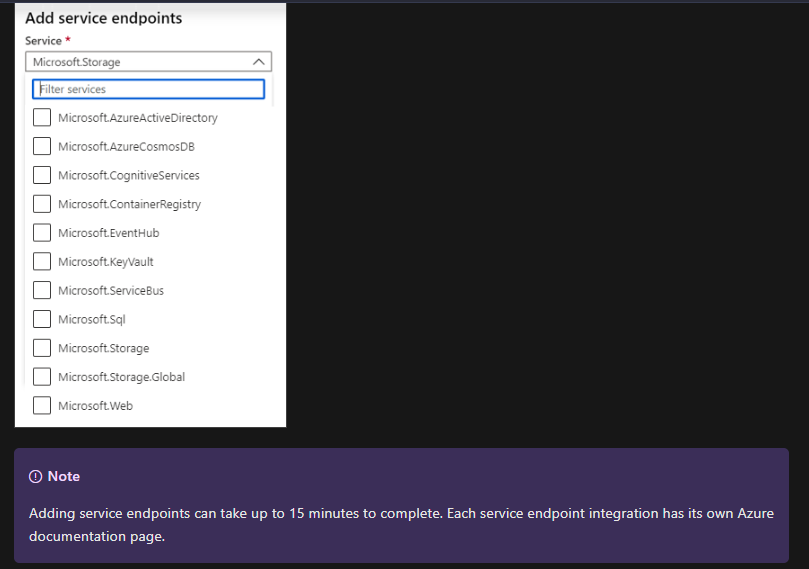 Add service endpoints
Service *
Microsoft.Storage
Filter services
Microsoft.AzureActiveDirectory
Microsoft.AzureCosmosDB
Microsoft.CognitiveServices
Microsoft.ContainerRegistry
Microsoft.EventHub
Microsoft.KeyVault
Microsoft.ServiceBus
Microsoft.Sql
Microsoft.Storage
Microsoft.Storage.Global
Microsoft.Web
Note
Adding service endpoints can take up to 15 minutes to complete. Each service endpoint integration has its own Azure
documentation page.